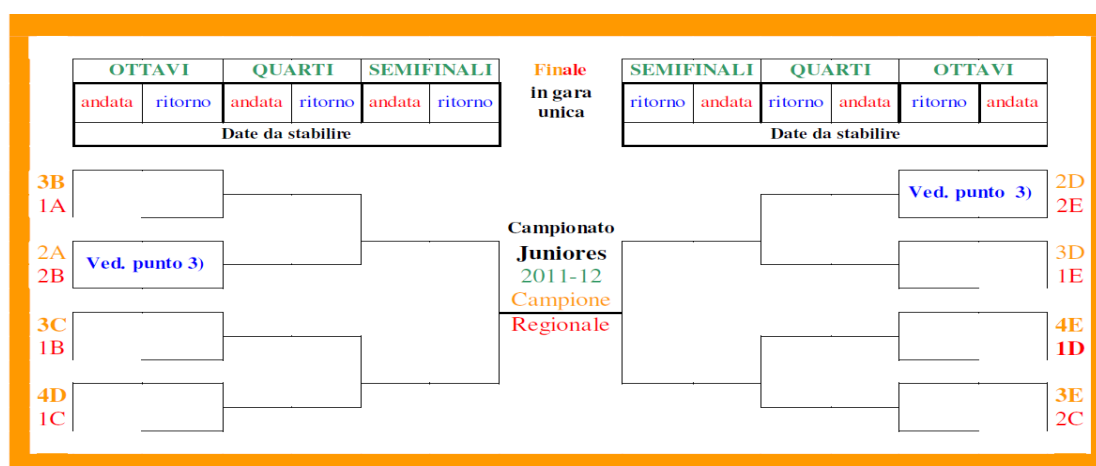 OTTAVI QUARTI SEMIFINALI Finale SEMIFINALI QUARTI OTTAVI
andata ritorno andata ritorno andata ritorno in gara unica ritorno andata ritorno andata ritorno andata
Date da stabilire Date da stabilire
3B
1A
2A
2B
Ved. punto 3)
3C
1B
4D
1C
Campionato
Juniores
2011-12
Campione
Regionale
Ved. punto 3)
2D
2E
3D
1E
4E
1D
3E
2C